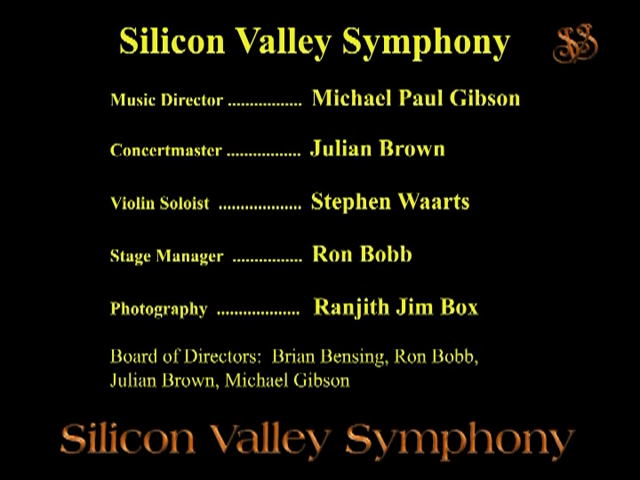 Silicon Valley Symphony
Music Director ................. Michael Paul Gibson
Concertmaster ................. Julian Brown
Violin Soloist ................... Stephen Waarts
Stage Manager ................ Ron Bobb
Photography ................... Ranjith Jim Box
Board of Directors: Brian Bensing, Ron Bobb,
Julian Brown, Michael Gibson
Silicon Valley Symphony